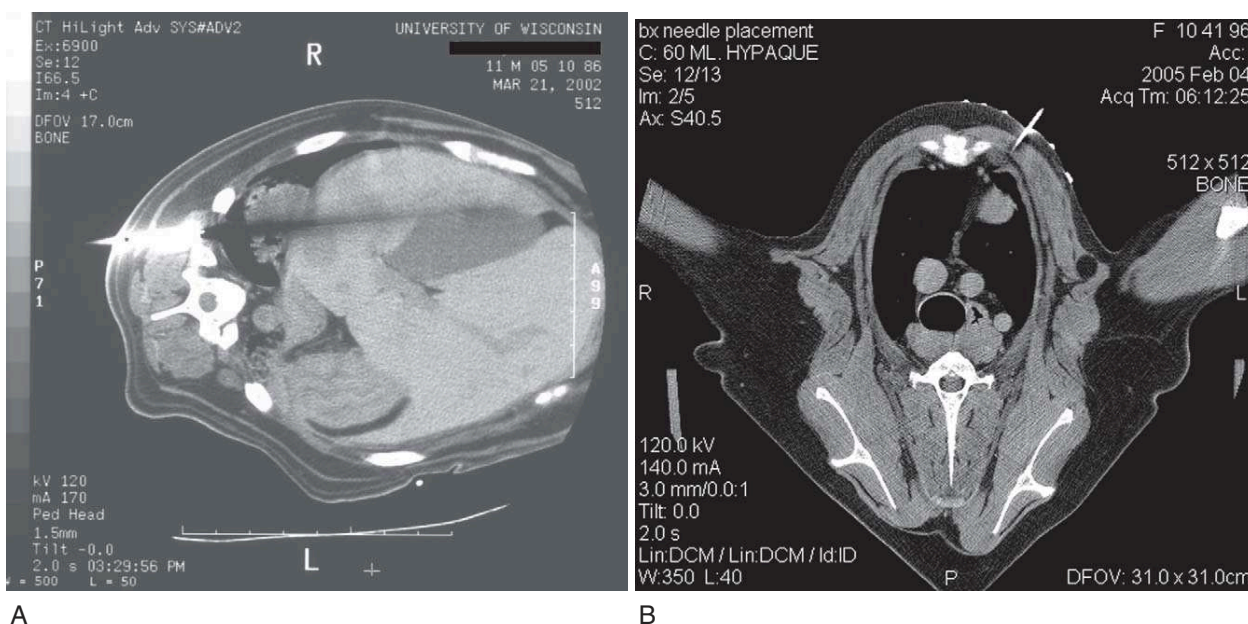 CT HiLight Adv SYS#ADV2
Ex:6900
Se:12
I66.5
Im:4 +C
DFOV 17.0cm
BONE
R
UNIVERSITY OF WISCONSIN
11 M 05 10 86
MAR 21, 2002
512
P
7
1
A
9
9
kV 120
mA 170
Ped Head
1.5mm
Tilt -0.0
2.0 s 03:29:56 PM
W = 500 L = 50
L
A
bx needle placement
C: 60 ML. HYPAQUE
Se: 12/13
Im: 2/5
Ax: S40.5
F 10 41 96
Acc:
2005 Feb 04
Acq Tm: 06:12:25
512 x 512
BONE
R
L
120.0 kV
140.0 mA
3.0 mm/0.0:1
Tilt: 0.0
2.0 s
Lin:DCM / Lin:DCM / Id:ID
W:350 L:40
P
DFOV: 31.0 x 31.0cm
B